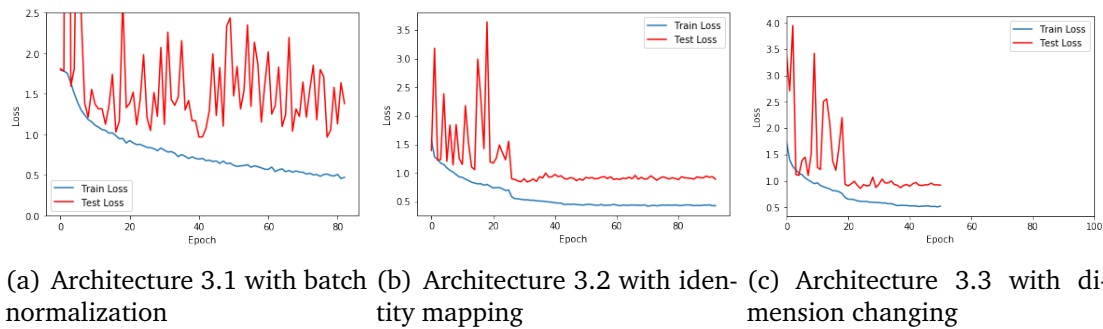 2.5
2.0
1.5
1.0
0.5
0.0
Loss
Train Loss
Test Loss
0 20 40 60 80
Epoch
3.5
3.0
2.5
2.0
1.5
1.0
0.5
Loss
Train Loss
Test Loss
0 20 40 60 80
Epoch
4.0
3.5
3.0
2.5
2.0
1.5
1.0
0.5
Loss
Train Loss
Test Loss
0 20 40 60 80 100
Epoch
(a) Architecture 3.1 with batch
normalization
(b) Architecture 3.2 with iden-
tity mapping
(c) Architecture 3.3 with di-
mension changing